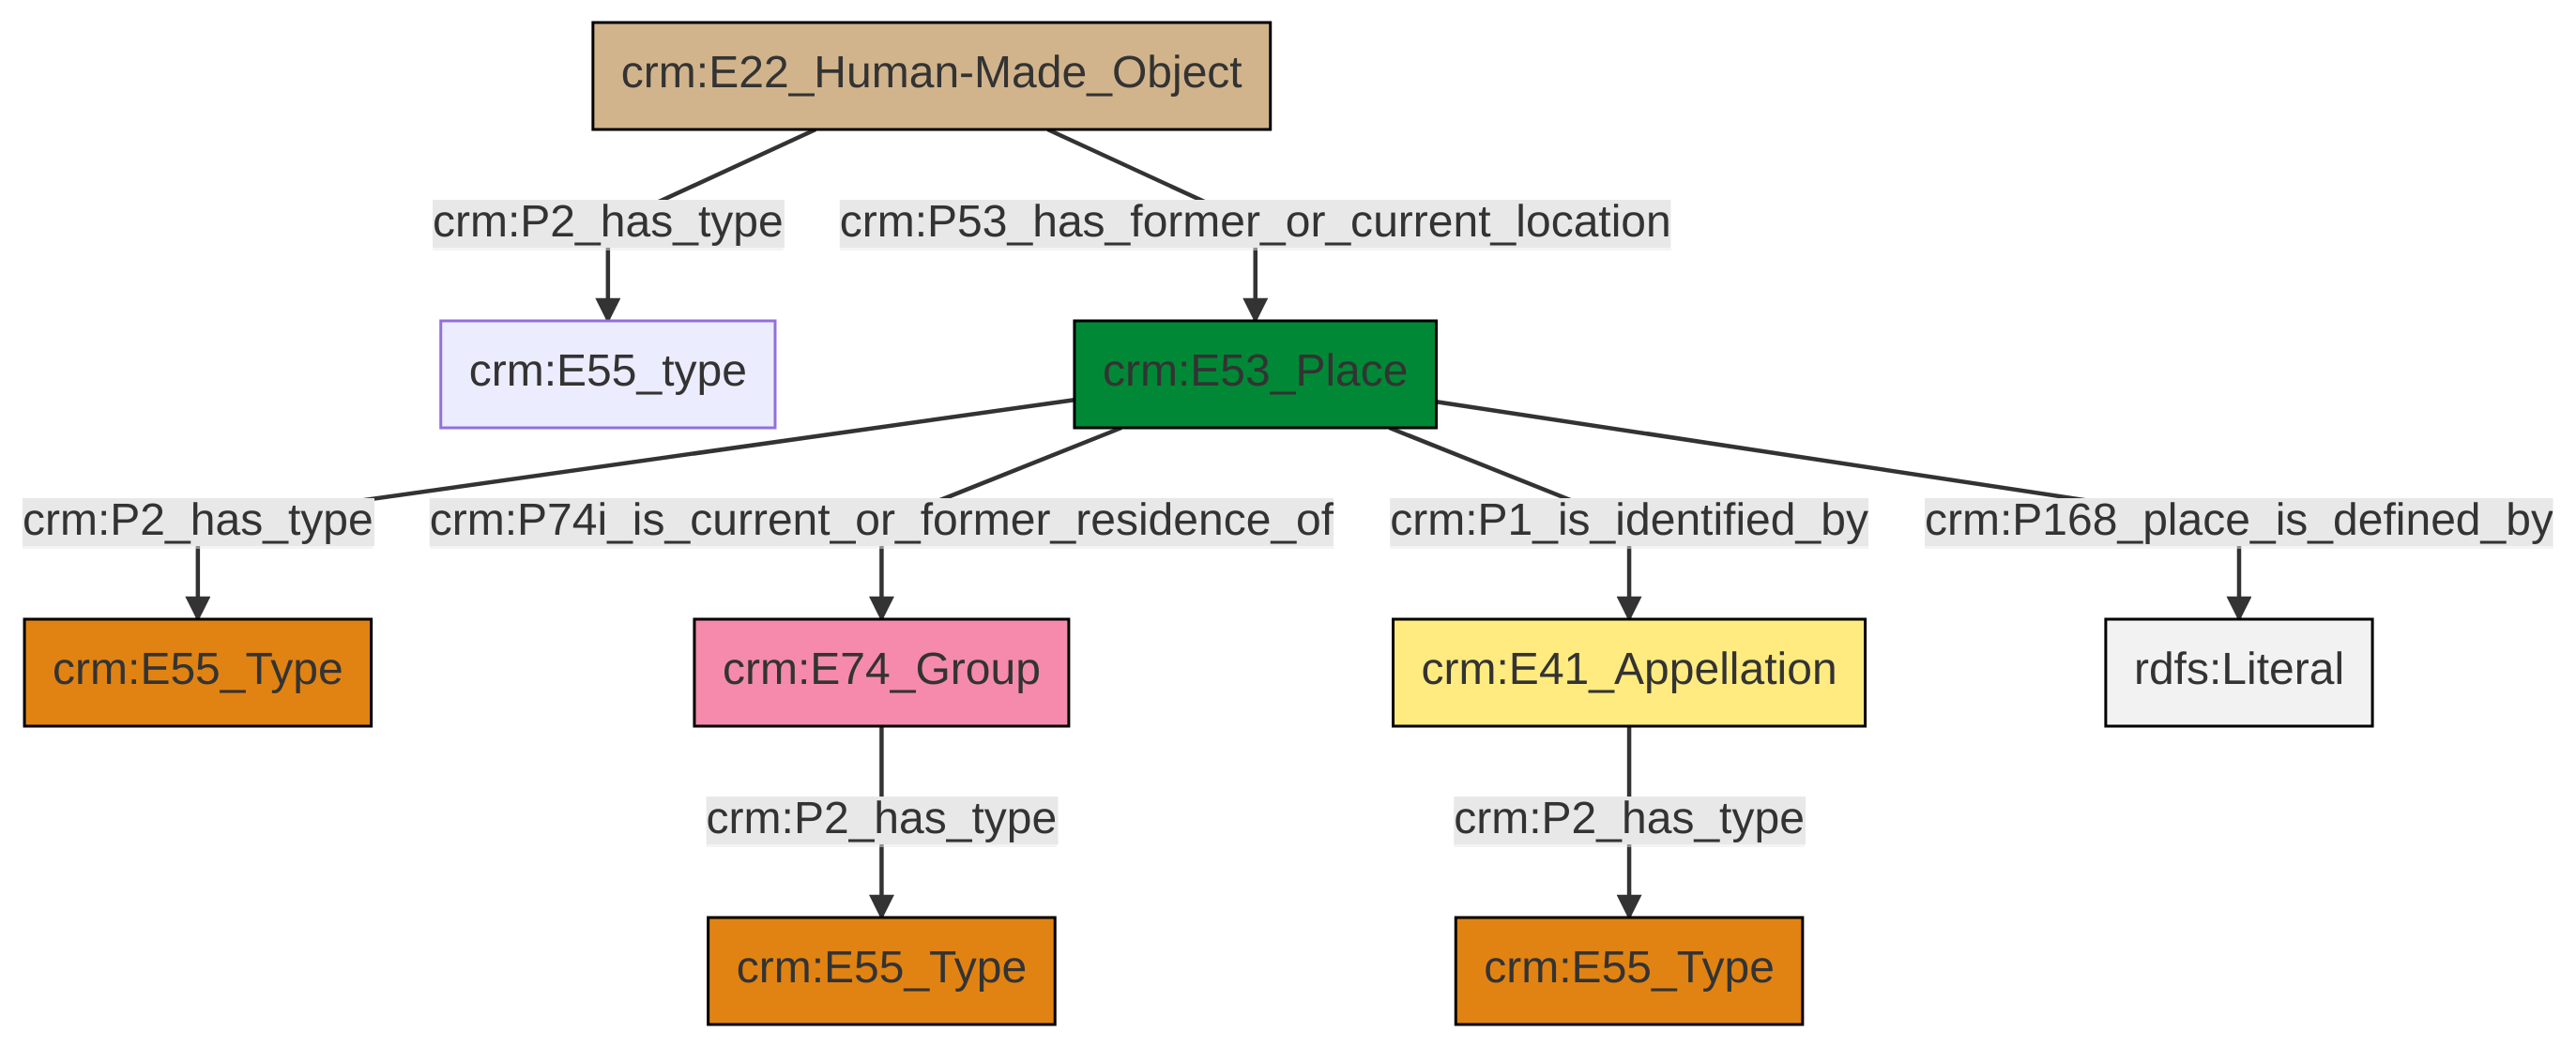 crm:E22_Human-Made_Object
crm:P2_has_type
crm:P53_has_former_or_current_location
crm:E55_type
crm:E53_Place
crm:P2_has_type
crm:P74i_is_current_or_former_residence_of
crm:P1_is_identified_by
crm:P168_place_is_defined_by
crm:E55_Type
crm:E74_Group
crm:E41_Appellation
rdfs:Literal
crm:P2_has_type
crm:P2_has_type
crm:E55_Type
crm:E55_Type